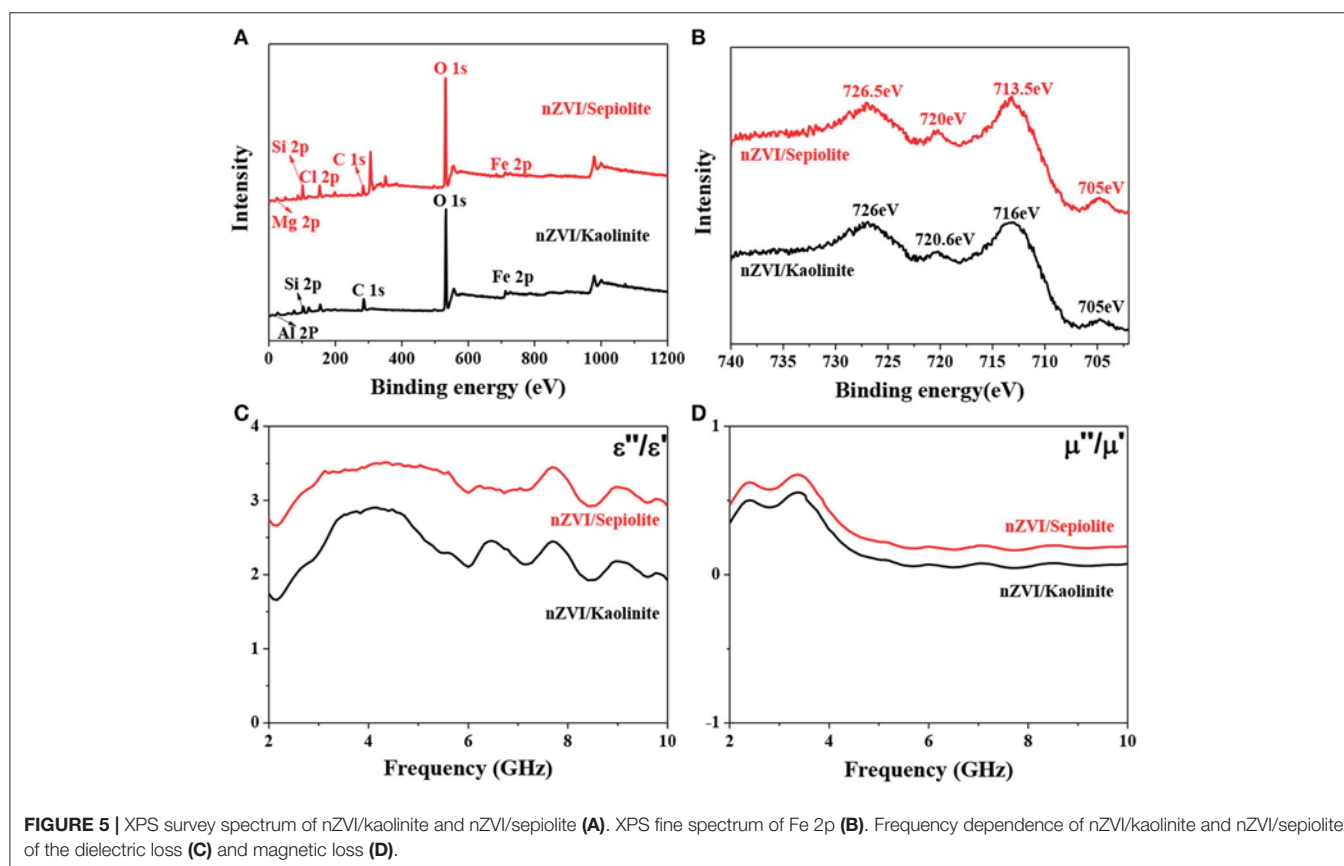 A
Intensity
O 1s
nZVI/Sepiolite
Si 2p
C 1s
Cl 2p
Fe 2p
Mg 2p
O 1s
nZVI/Kaolinite
Si 2p
C 1s
Fe 2p
Al 2P
0 200 400 600 800 1000 1200
Binding energy (eV)
B
Intensity
726.5eV
713.5eV
720eV
nZVI/Sepiolite
705eV
726eV
716eV
720.6eV
nZVI/Kaolinite
705eV
740 735 730 725 720 715 710 705
Binding energy(eV)
C
4
3
2
1
0
ε''/ε'
nZVI/Sepiolite
nZVI/Kaolinite
2 4 6 8 10
Frequency (GHz)
D
1
0
-1
μ''/μ'
nZVI/Sepiolite
nZVI/Kaolinite
2 4 6 8 10
Frequency (GHz)
FIGURE 5 | XPS survey spectrum of nZVI/kaolinite and nZVI/sepiolite (A). XPS fine spectrum of Fe 2p (B). Frequency dependence of nZVI/kaolinite and nZVI/sepiolite
of the dielectric loss (C) and magnetic loss (D).